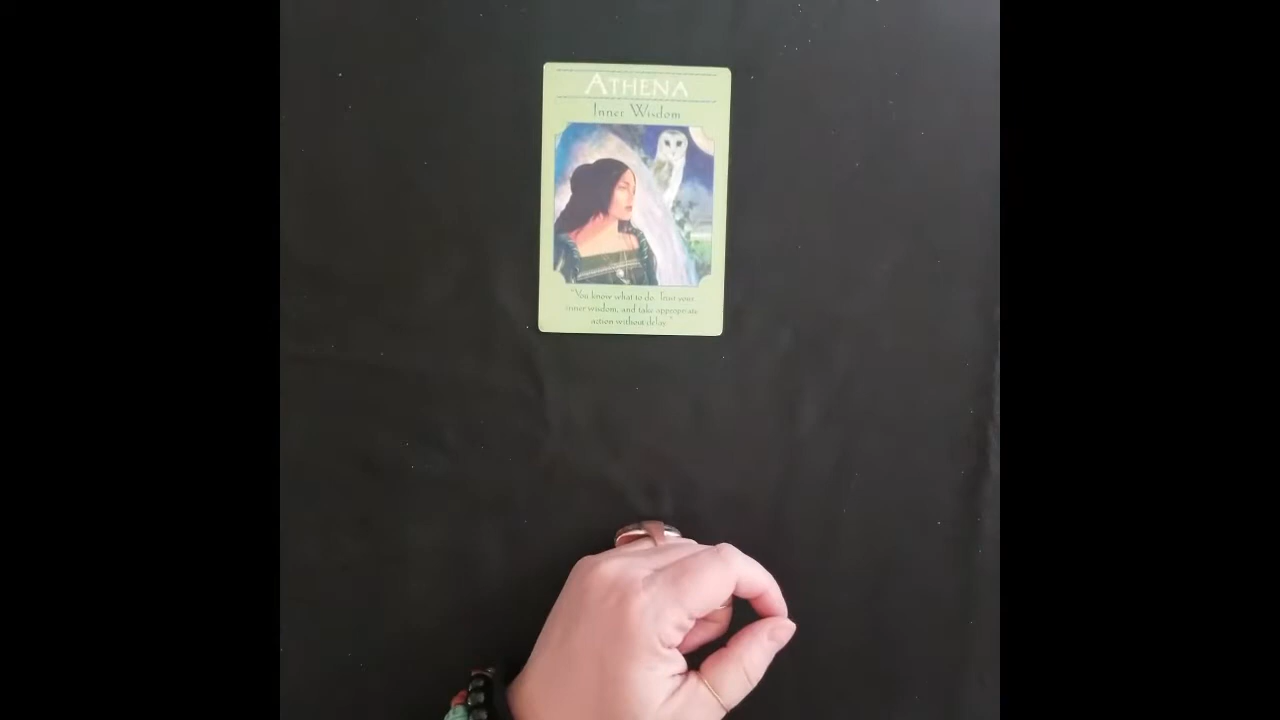 ATHENA
Inner Wisdom
"You know what to do. Trust your
inner wisdom, and take appropriate
action without delay."